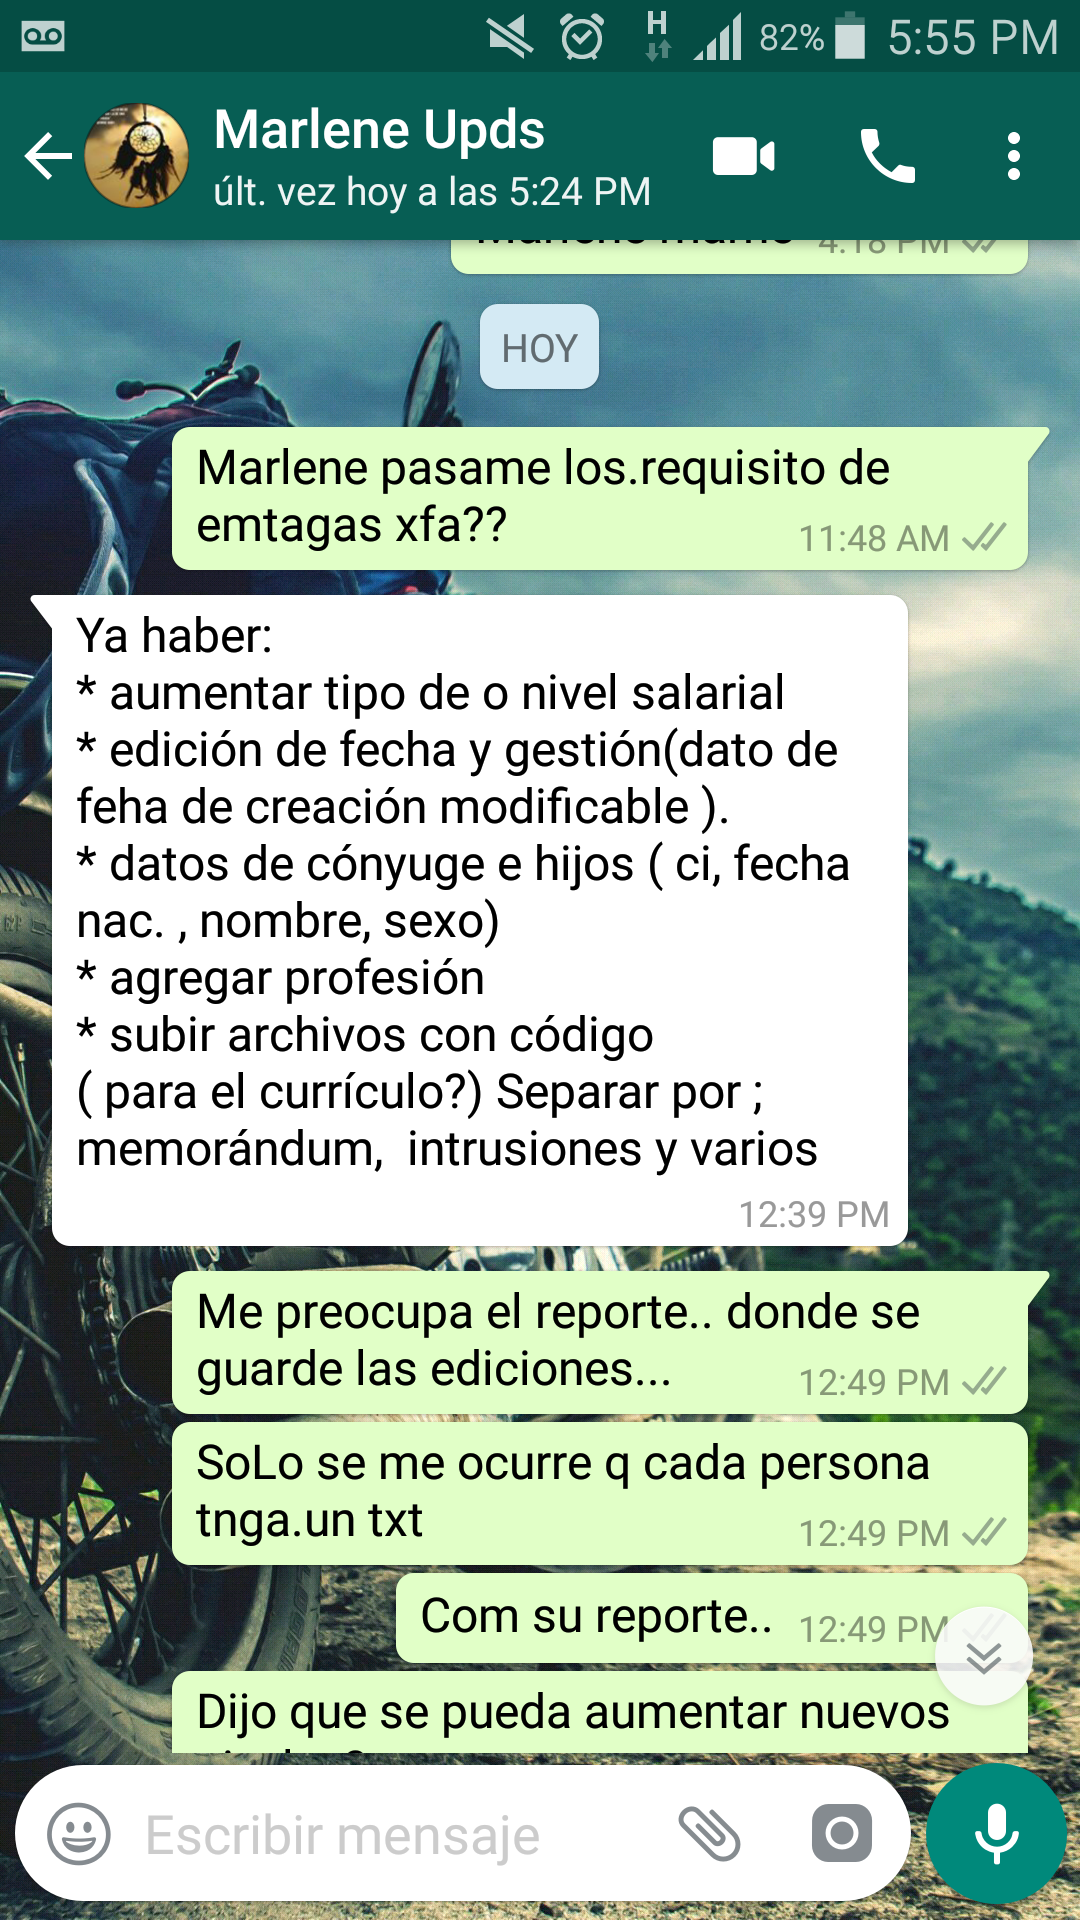 H
82%
5:55 PM
Marlene Upds
últ. vez hoy a las 5:24 PM
4:18 PM
HOY
Marlene pasame los.requisito de
emtagas xfa??
11:48 AM
Ya haber:
* aumentar tipo de o nivel salarial
* edición de fecha y gestión(dato de
feha de creación modificable ).
* datos de cónyuge e hijos ( ci, fecha
nac. , nombre, sexo)
* agregar profesión
* subir archivos con código
( para el currículo?) Separar por ;
memorándum,  intrusiones y varios
12:39 PM
Me preocupa el reporte.. donde se
guarde las ediciones...
12:49 PM
SoLo se me ocurre q cada persona
tnga.un txt
12:49 PM
Com su reporte..
12:49 PM
Dijo que se pueda aumentar nuevos
Escribir mensaje